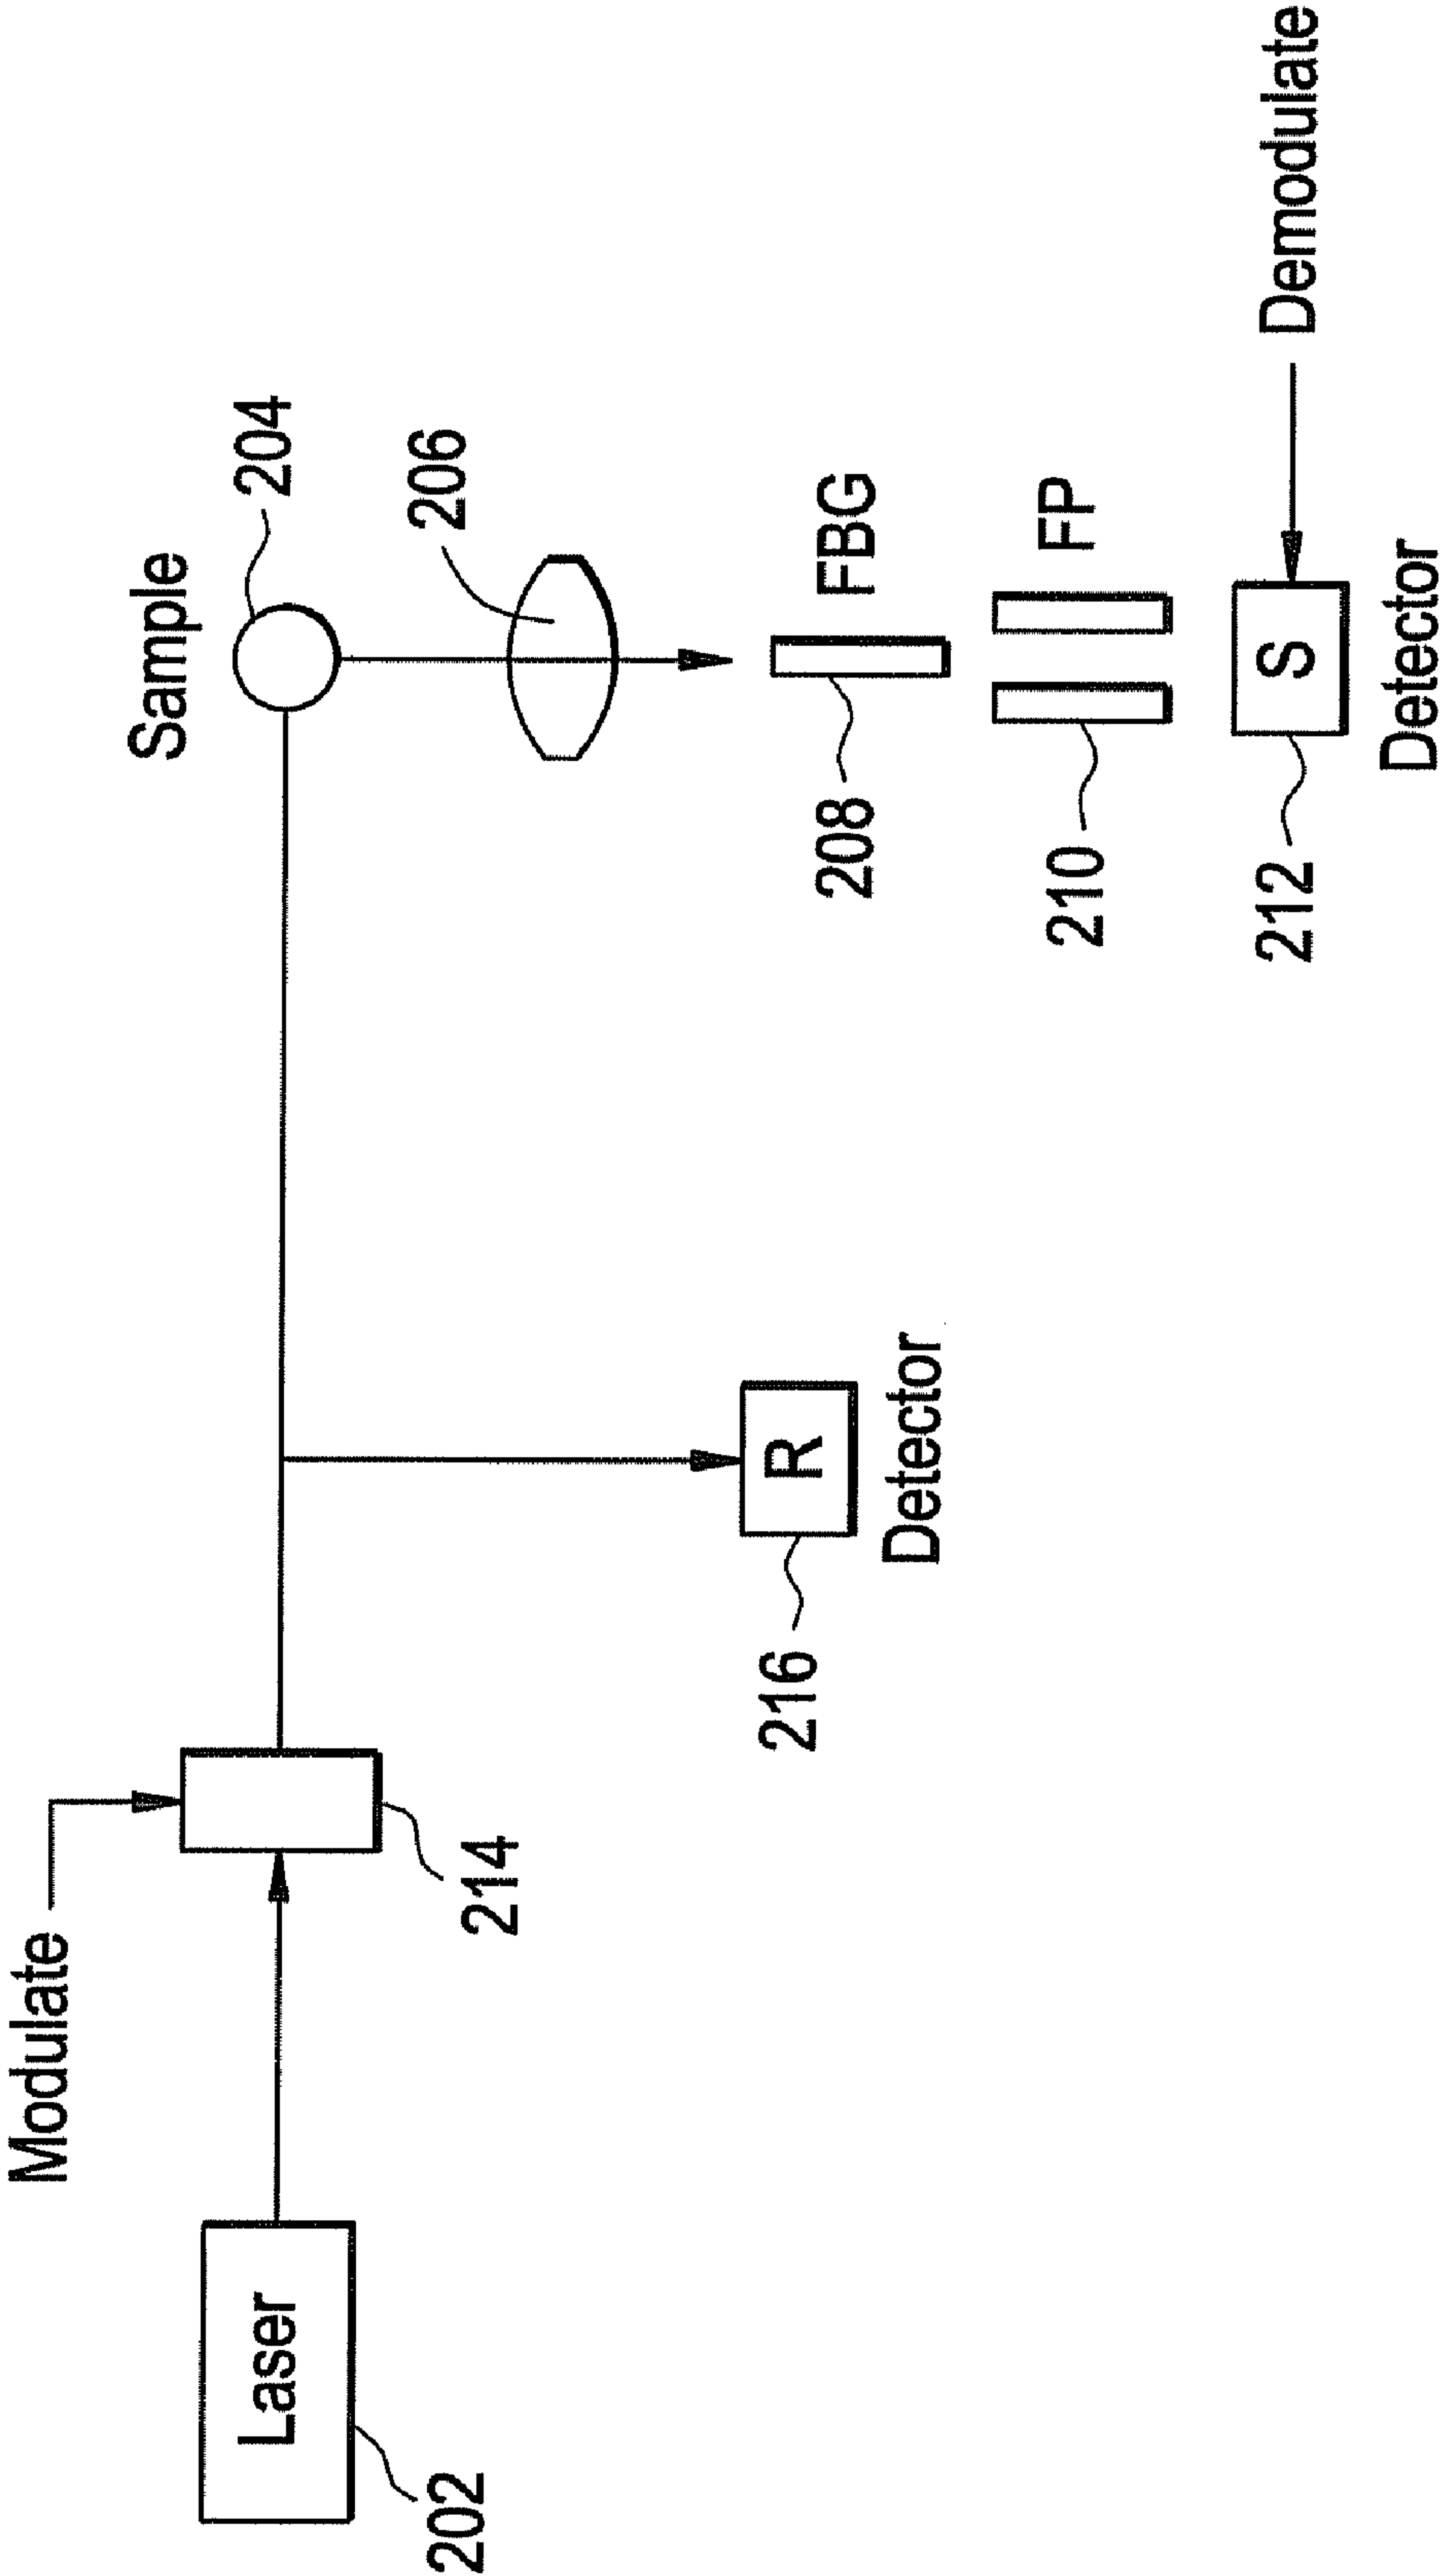 Modulate
Laser
202
214
R
216
Detector
Sample
204
206
FBG
208
FP
210
S
212
Detector
Demodulate